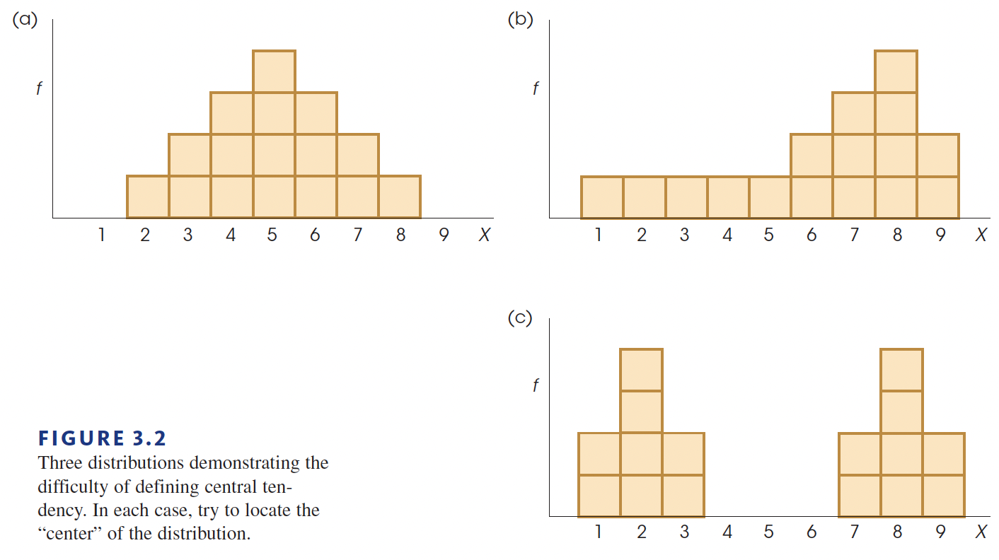 (a)
f
1 2 3 4 5 6 7 8 9 X
(b)
f
1 2 3 4 5 6 7 8 9 X
(c)
f
1 2 3 4 5 6 7 8 9 X
FIGURE 3.2
Three distributions demonstrating the
difficulty of defining central ten-
dency. In each case, try to locate the
“center” of the distribution.